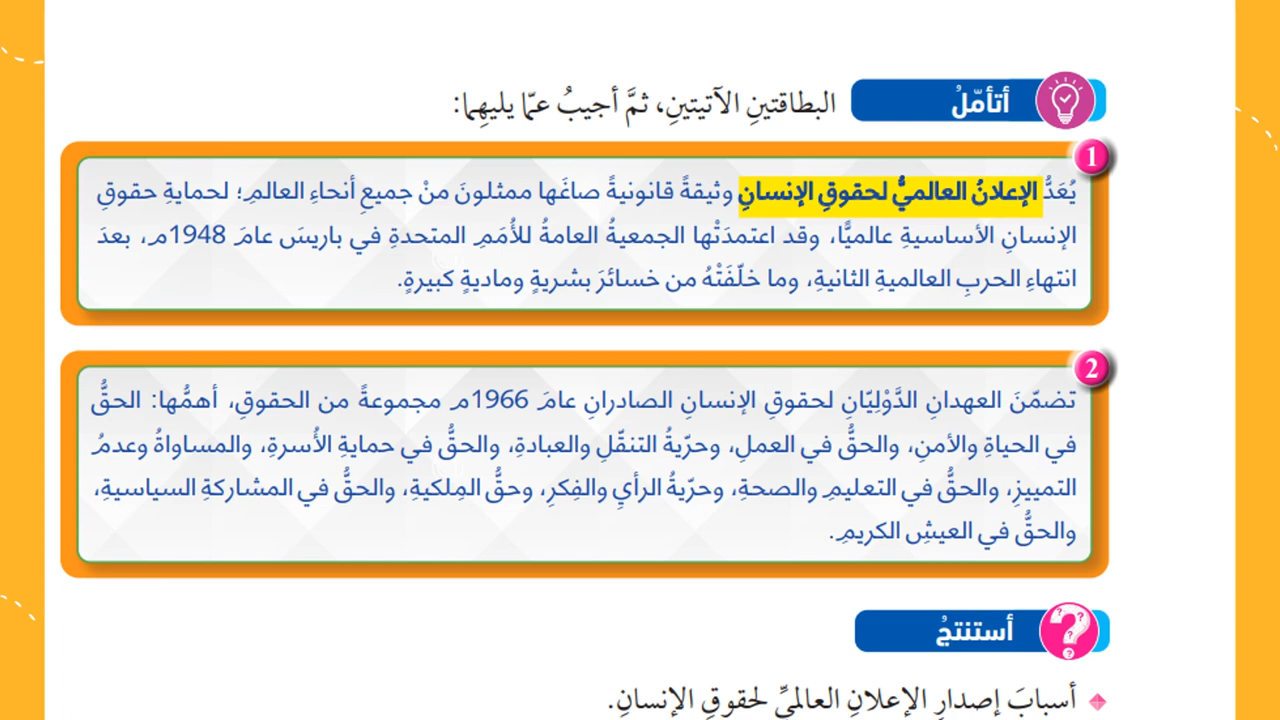 أتأمّلُ البطاقتينِ الآتيتينِ، ثمَّ أجيبُ عمّا يليهِما:
1
يُعَدُّ الإعلانُ العالميُّ لحقوقِ الإنسانِ وثيقةً قانونيةً صاغَها ممثلونَ منْ جميعِ أنحاءِ العالمِ؛ لحمايةِ حقوقِ
الإنسانِ الأساسيةِ عالميًّا، وقد اعتمدَتْها الجمعيةُ العامةُ للأُمَمِ المتحدةِ في باريسَ عامَ 1948م، بعدَ
انتهاءِ الحربِ العالميةِ الثانيةِ، وما خلّفَتْهُ من خسائرَ بشريةٍ وماديةٍ كبيرةٍ.
2
تضمّنَ العهدانِ الدَّوْلِيّانِ لحقوقِ الإنسانِ الصادرانِ عامَ 1966م مجموعةً من الحقوقِ، أهمُّها: الحقُّ
في الحياةِ والأمنِ، والحقُّ في العملِ، وحرّيةُ التنقّلِ والعبادةِ، والحقُّ في حمايةِ الأُسرةِ، والمساواةُ وعدمُ
التمييزِ، والحقُّ في التعليمِ والصحةِ، وحرّيةُ الرأيِ والفِكرِ، وحقُّ المِلكيةِ، والحقُّ في المشاركةِ السياسيةِ،
والحقُّ في العيشِ الكريمِ.
أستنتجُ
أسبابَ إصدارِ الإعلانِ العالميِّ لحقوقِ الإنسانِ.